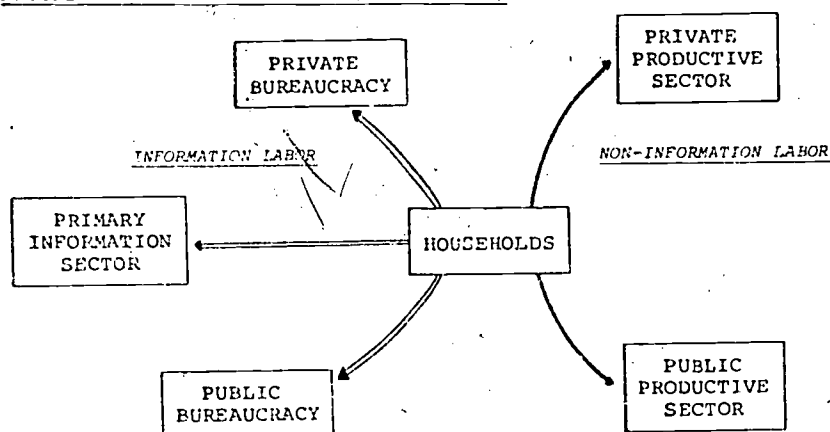 PRIVATE
BUREAUCRACY
PRIVATE
PRODUCTIVE
SECTOR
INFORMATION LABOR
NON-INFORMATION LABOR
PRIMARY
INFORMATION
SECTOR
HOUSEHOLDS
PUBLIC
BUREAUCRACY
PUBLIC
PRODUCTIVE
SECTOR